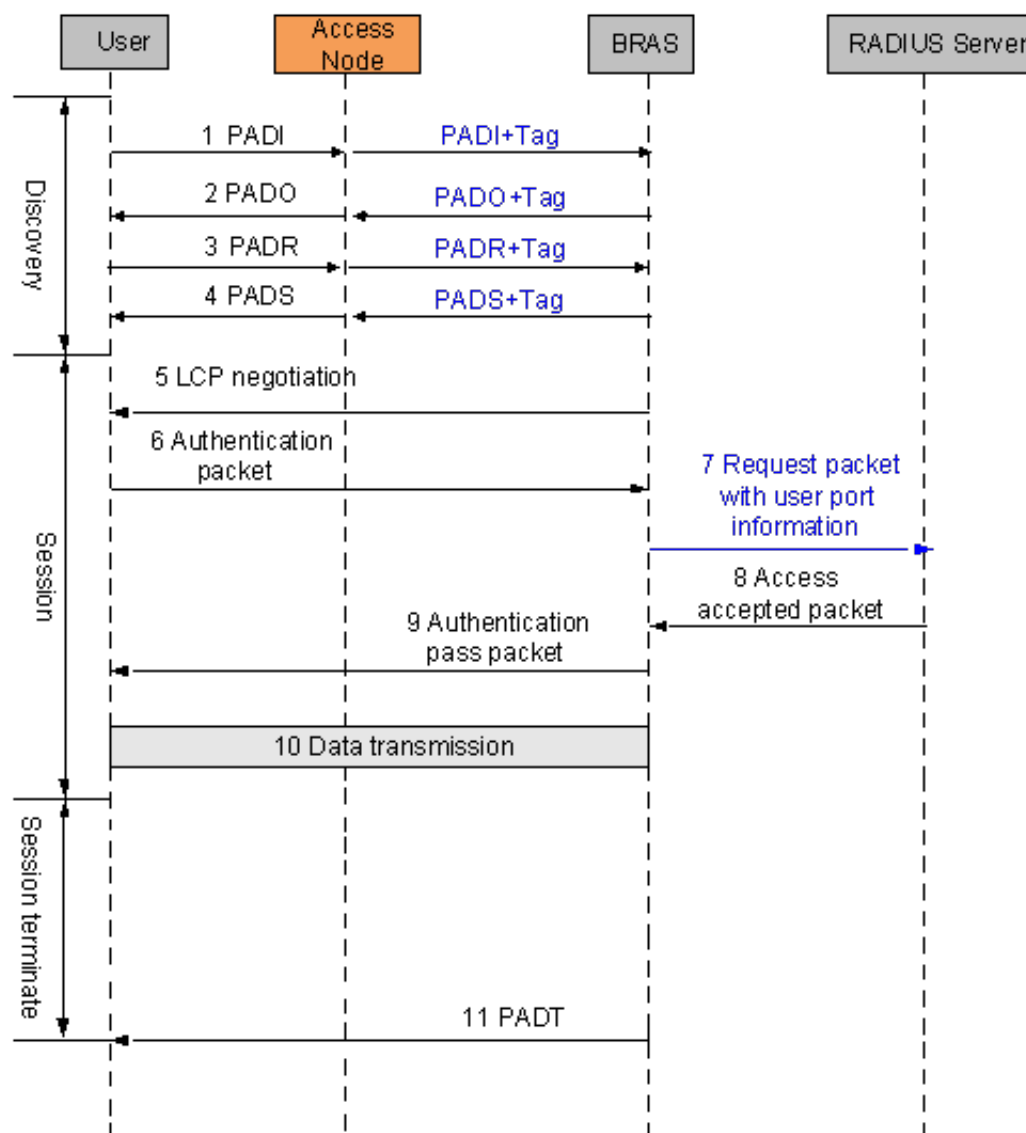 User
Access
Node
BRAS
RADIUS Server
Discovery
1 PADI
PADI+Tag
2 PADO
PADO+Tag
3 PADR
PADR+Tag
4 PADS
PADS+Tag
Session
5 LCP negotiation
6 Authentication
packet
7 Request packet
with user port
information
8 Access
accepted packet
9 Authentication
pass packet
10 Data transmission
Session terminate
11 PADT